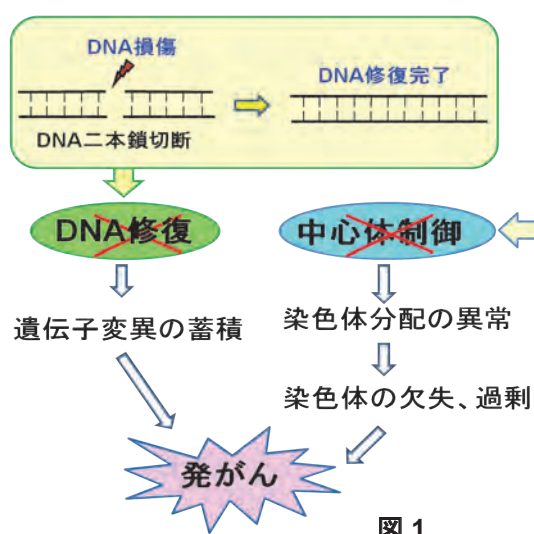 DNA損傷
DNA二本鎖切断
DNA修復完了
DNA修復
中心体制御
遺伝子変異の蓄積
染色体分配の異常
染色体の欠失、過剰
発がん
図1